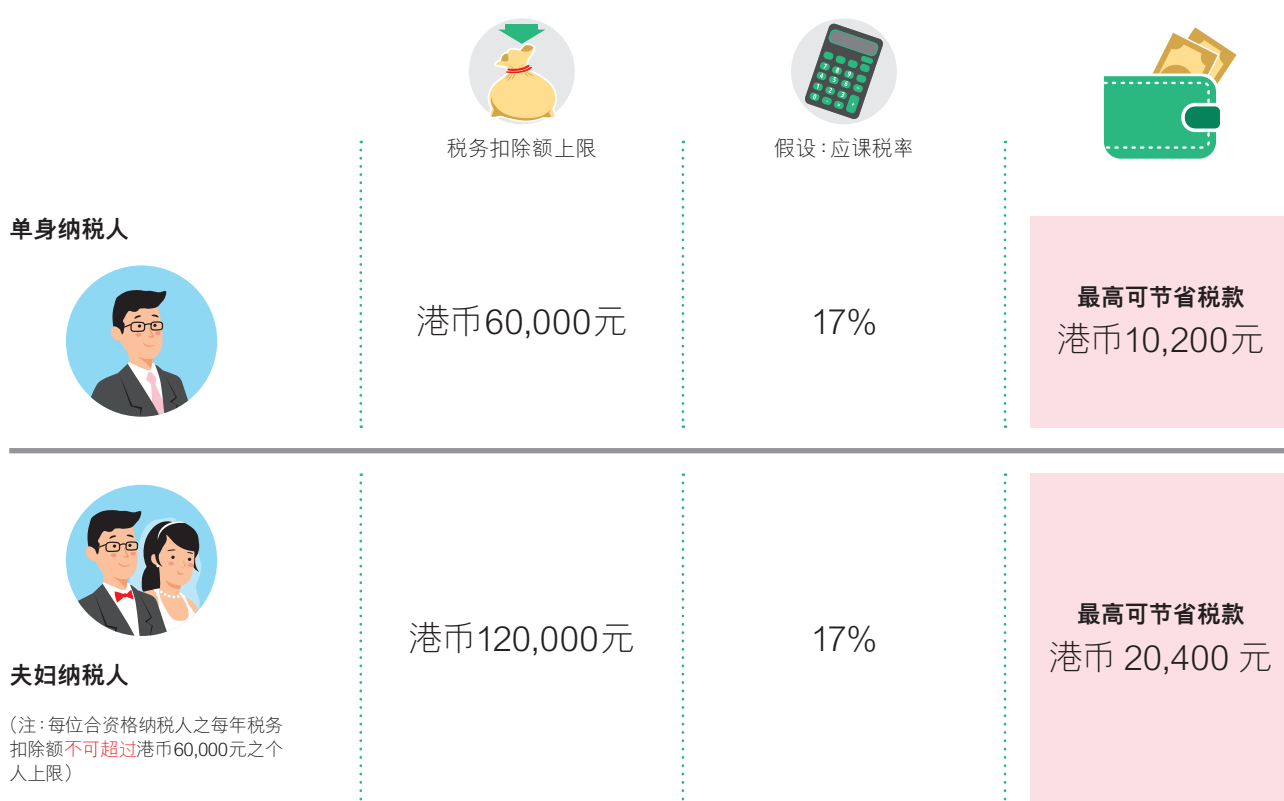 税务扣除额上限
假设:应课税率
单身纳税人
港币60,000元
17%
最高可节省税款
港币10,200元
夫妇纳税人
(注:每位合资格纳税人之每年税务
扣除额不可超过港币60,000元之个
人上限)
港币120,000元
17%
最高可节省税款
港币 20,400 元